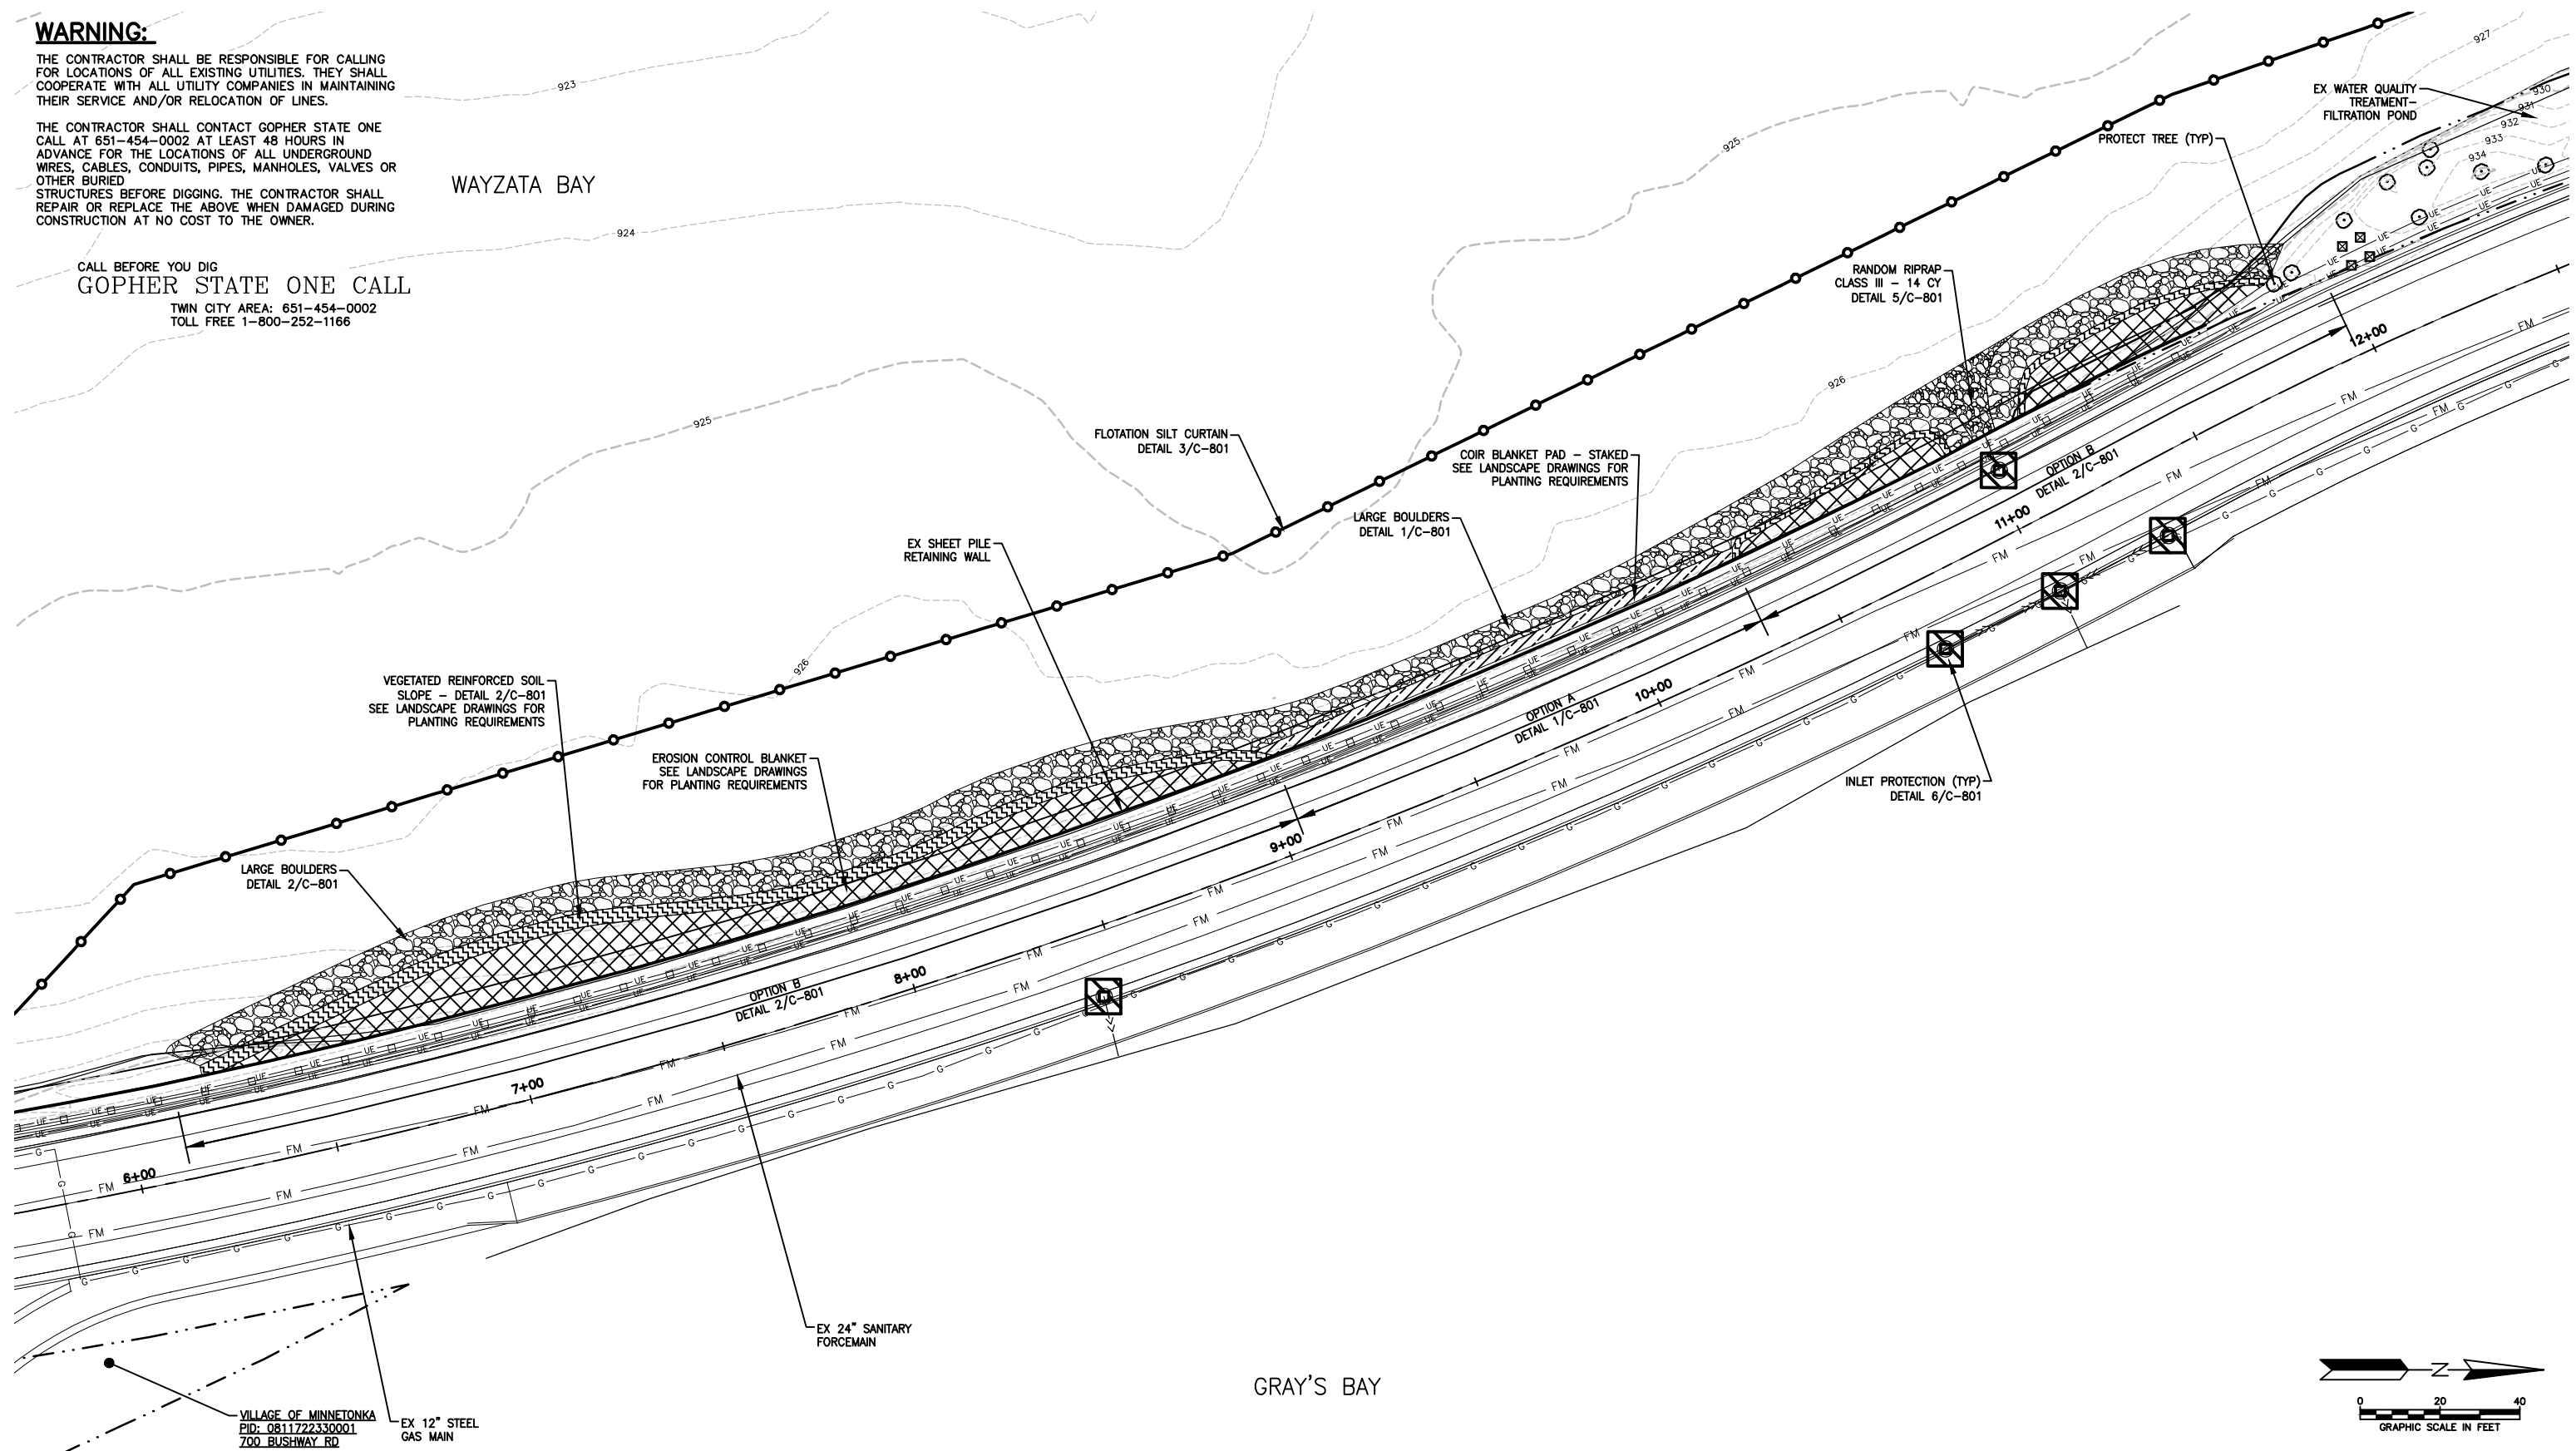 WARNING:
THE CONTRACTOR SHALL BE RESPONSIBLE FOR CALLING
FOR LOCATIONS OF ALL EXISTING UTILITIES. THEY SHALL
COOPERATE WITH ALL UTILITY COMPANIES IN MAINTAINING
THEIR SERVICE AND/OR RELOCATION OF LINES.
THE CONTRACTOR SHALL CONTACT GOPHER STATE ONE
CALL AT 651-454-0002 AT LEAST 48 HOURS IN
ADVANCE FOR THE LOCATIONS OF ALL UNDERGROUND
WIRES, CABLES, CONDUITS, PIPES, MANHOLES, VALVES OR
OTHER BURIED
STRUCTURES BEFORE DIGGING. THE CONTRACTOR SHALL
REPAIR OR REPLACE THE ABOVE WHEN DAMAGED DURING
CONSTRUCTION AT NO COST TO THE OWNER.
CALL BEFORE YOU DIG
GOPHER STATE ONE CALL
TWIN CITY AREA: 651-454-0002
TOLL FREE 1-800-252-1166
WAYZATA BAY
923
924
925
925
926
926
927
930
931
932
933
934
EX WATER QUALITY
TREATMENT-
FILTRATION POND
PROTECT TREE (TYP)
RANDOM RIPRAP
CLASS III - 14 CY
DETAIL 5/C-801
FLOTATION SILT CURTAIN
DETAIL 3/C-801
COIR BLANKET PAD - STAKED
SEE LANDSCAPE DRAWINGS FOR
PLANTING REQUIREMENTS
LARGE BOULDERS
DETAIL 1/C-801
EX SHEET PILE
RETAINING WALL
VEGETATED REINFORCED SOIL
SLOPE - DETAIL 2/C-801
SEE LANDSCAPE DRAWINGS FOR
PLANTING REQUIREMENTS
EROSION CONTROL BLANKET
SEE LANDSCAPE DRAWINGS
FOR PLANTING REQUIREMENTS
LARGE BOULDERS
DETAIL 2/C-801
INLET PROTECTION (TYP)
DETAIL 6/C-801
OPTION B
DETAIL 2/C-801
OPTION A
DETAIL 1/C-801
OPTION B
DETAIL 2/C-801
6+00
7+00
8+00
9+00
10+00
11+00
12+00
UE
FM
G
EX 24" SANITARY
FORCEMAIN
EX 12" STEEL
GAS MAIN
VILLAGE OF MINNETONKA
PID: 0811722330001
700 BUSHWAY RD
GRAY'S BAY
N
0 20 40
GRAPHIC SCALE IN FEET